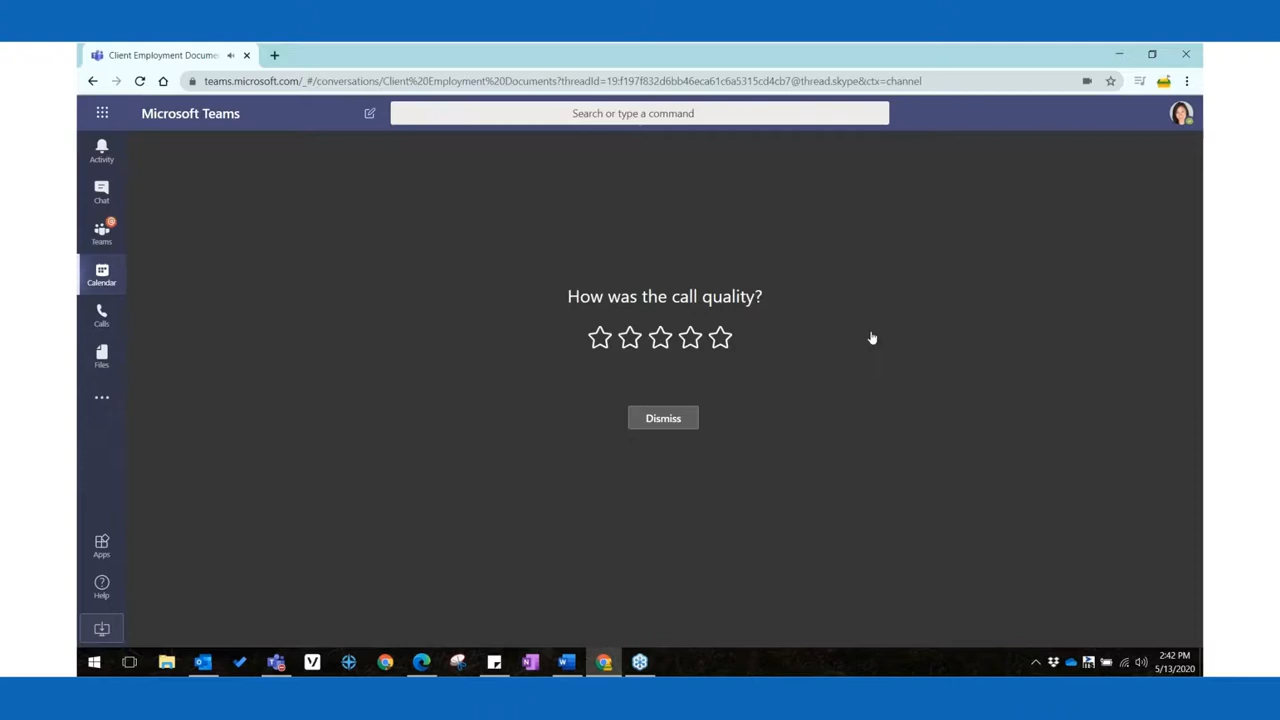 Client Employment Docume
teams.microsoft.com/_#/conversations/Client%20Employment%20Documents?threadId=19:f197f832d6bb46eca61c6a5315cd4cb7@thread.skype&ctx=channel
Microsoft Teams
Search or type a command
Activity
Chat
Teams
Calendar
Calls
Files
Apps
Help
How was the call quality?
Dismiss
2:42 PM
5/13/2020